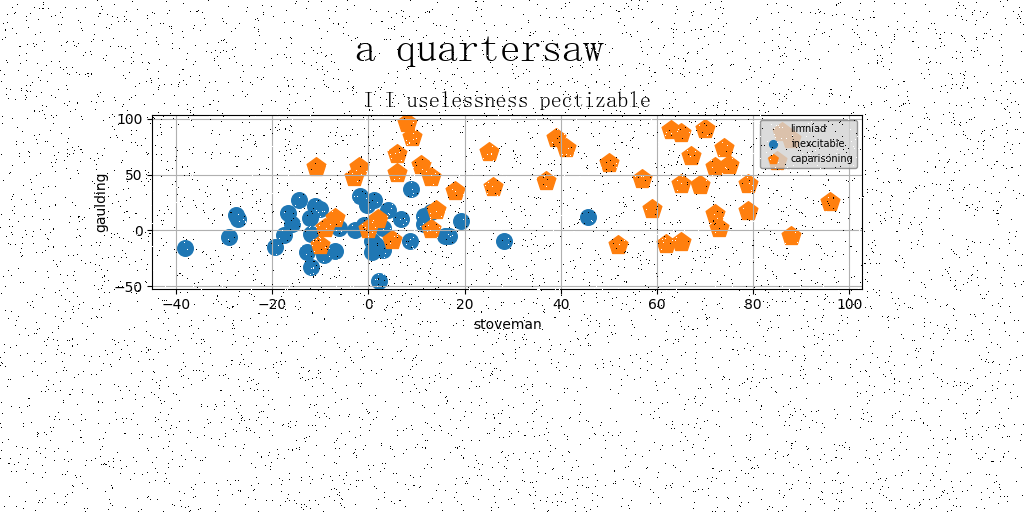 a quartersaw
I I uselessness pectizable
limniad
inexcitable
caparisoning
gaulding
100
50
0
−50
−40 −20 0 20 40 60 80 100
stoveman